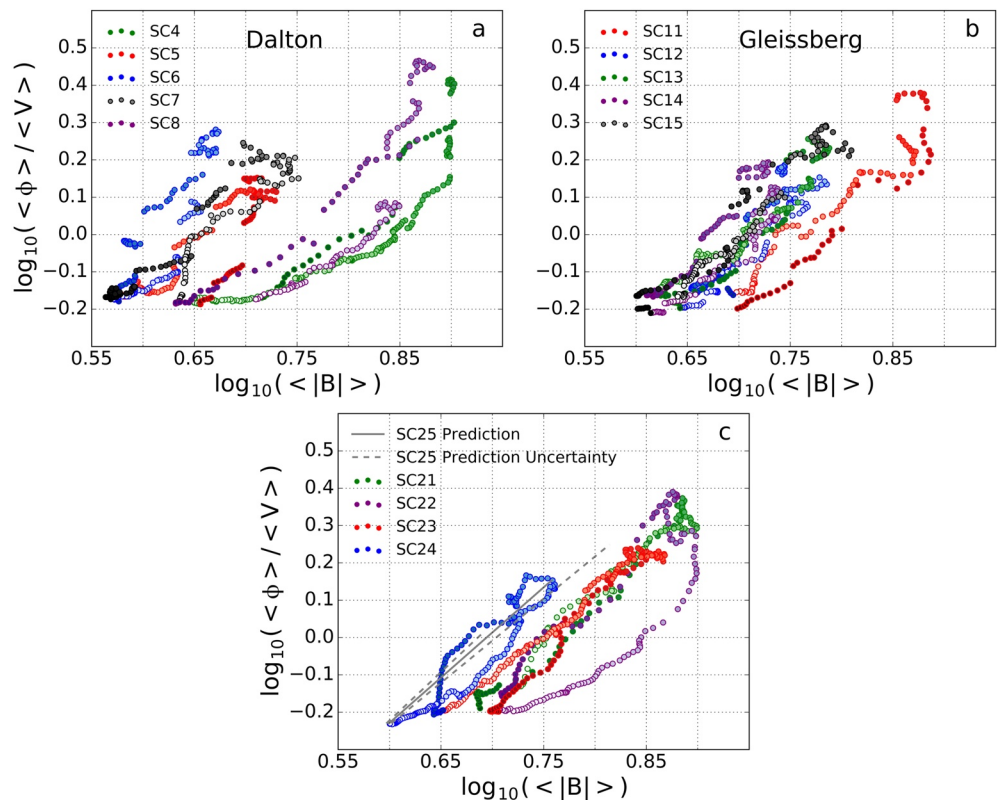 a
Dalton
SC4
SC5
SC6
SC7
SC8
0.5
0.4
0.3
0.2
0.1
0.0
−0.1
−0.2
0.55
0.65
0.75
0.85
log₁₀(<|B|>)
log₁₀(<ϕ>/<V>)
b
Gleissberg
SC11
SC12
SC13
SC14
SC15
0.5
0.4
0.3
0.2
0.1
0.0
−0.1
−0.2
0.55
0.65
0.75
0.85
log₁₀(<|B|>)
c
SC25 Prediction
SC25 Prediction Uncertainty
SC21
SC22
SC23
SC24
0.5
0.4
0.3
0.2
0.1
0.0
−0.1
−0.2
0.55
0.65
0.75
0.85
log₁₀(<|B|>)
log₁₀(<ϕ>/<V>)